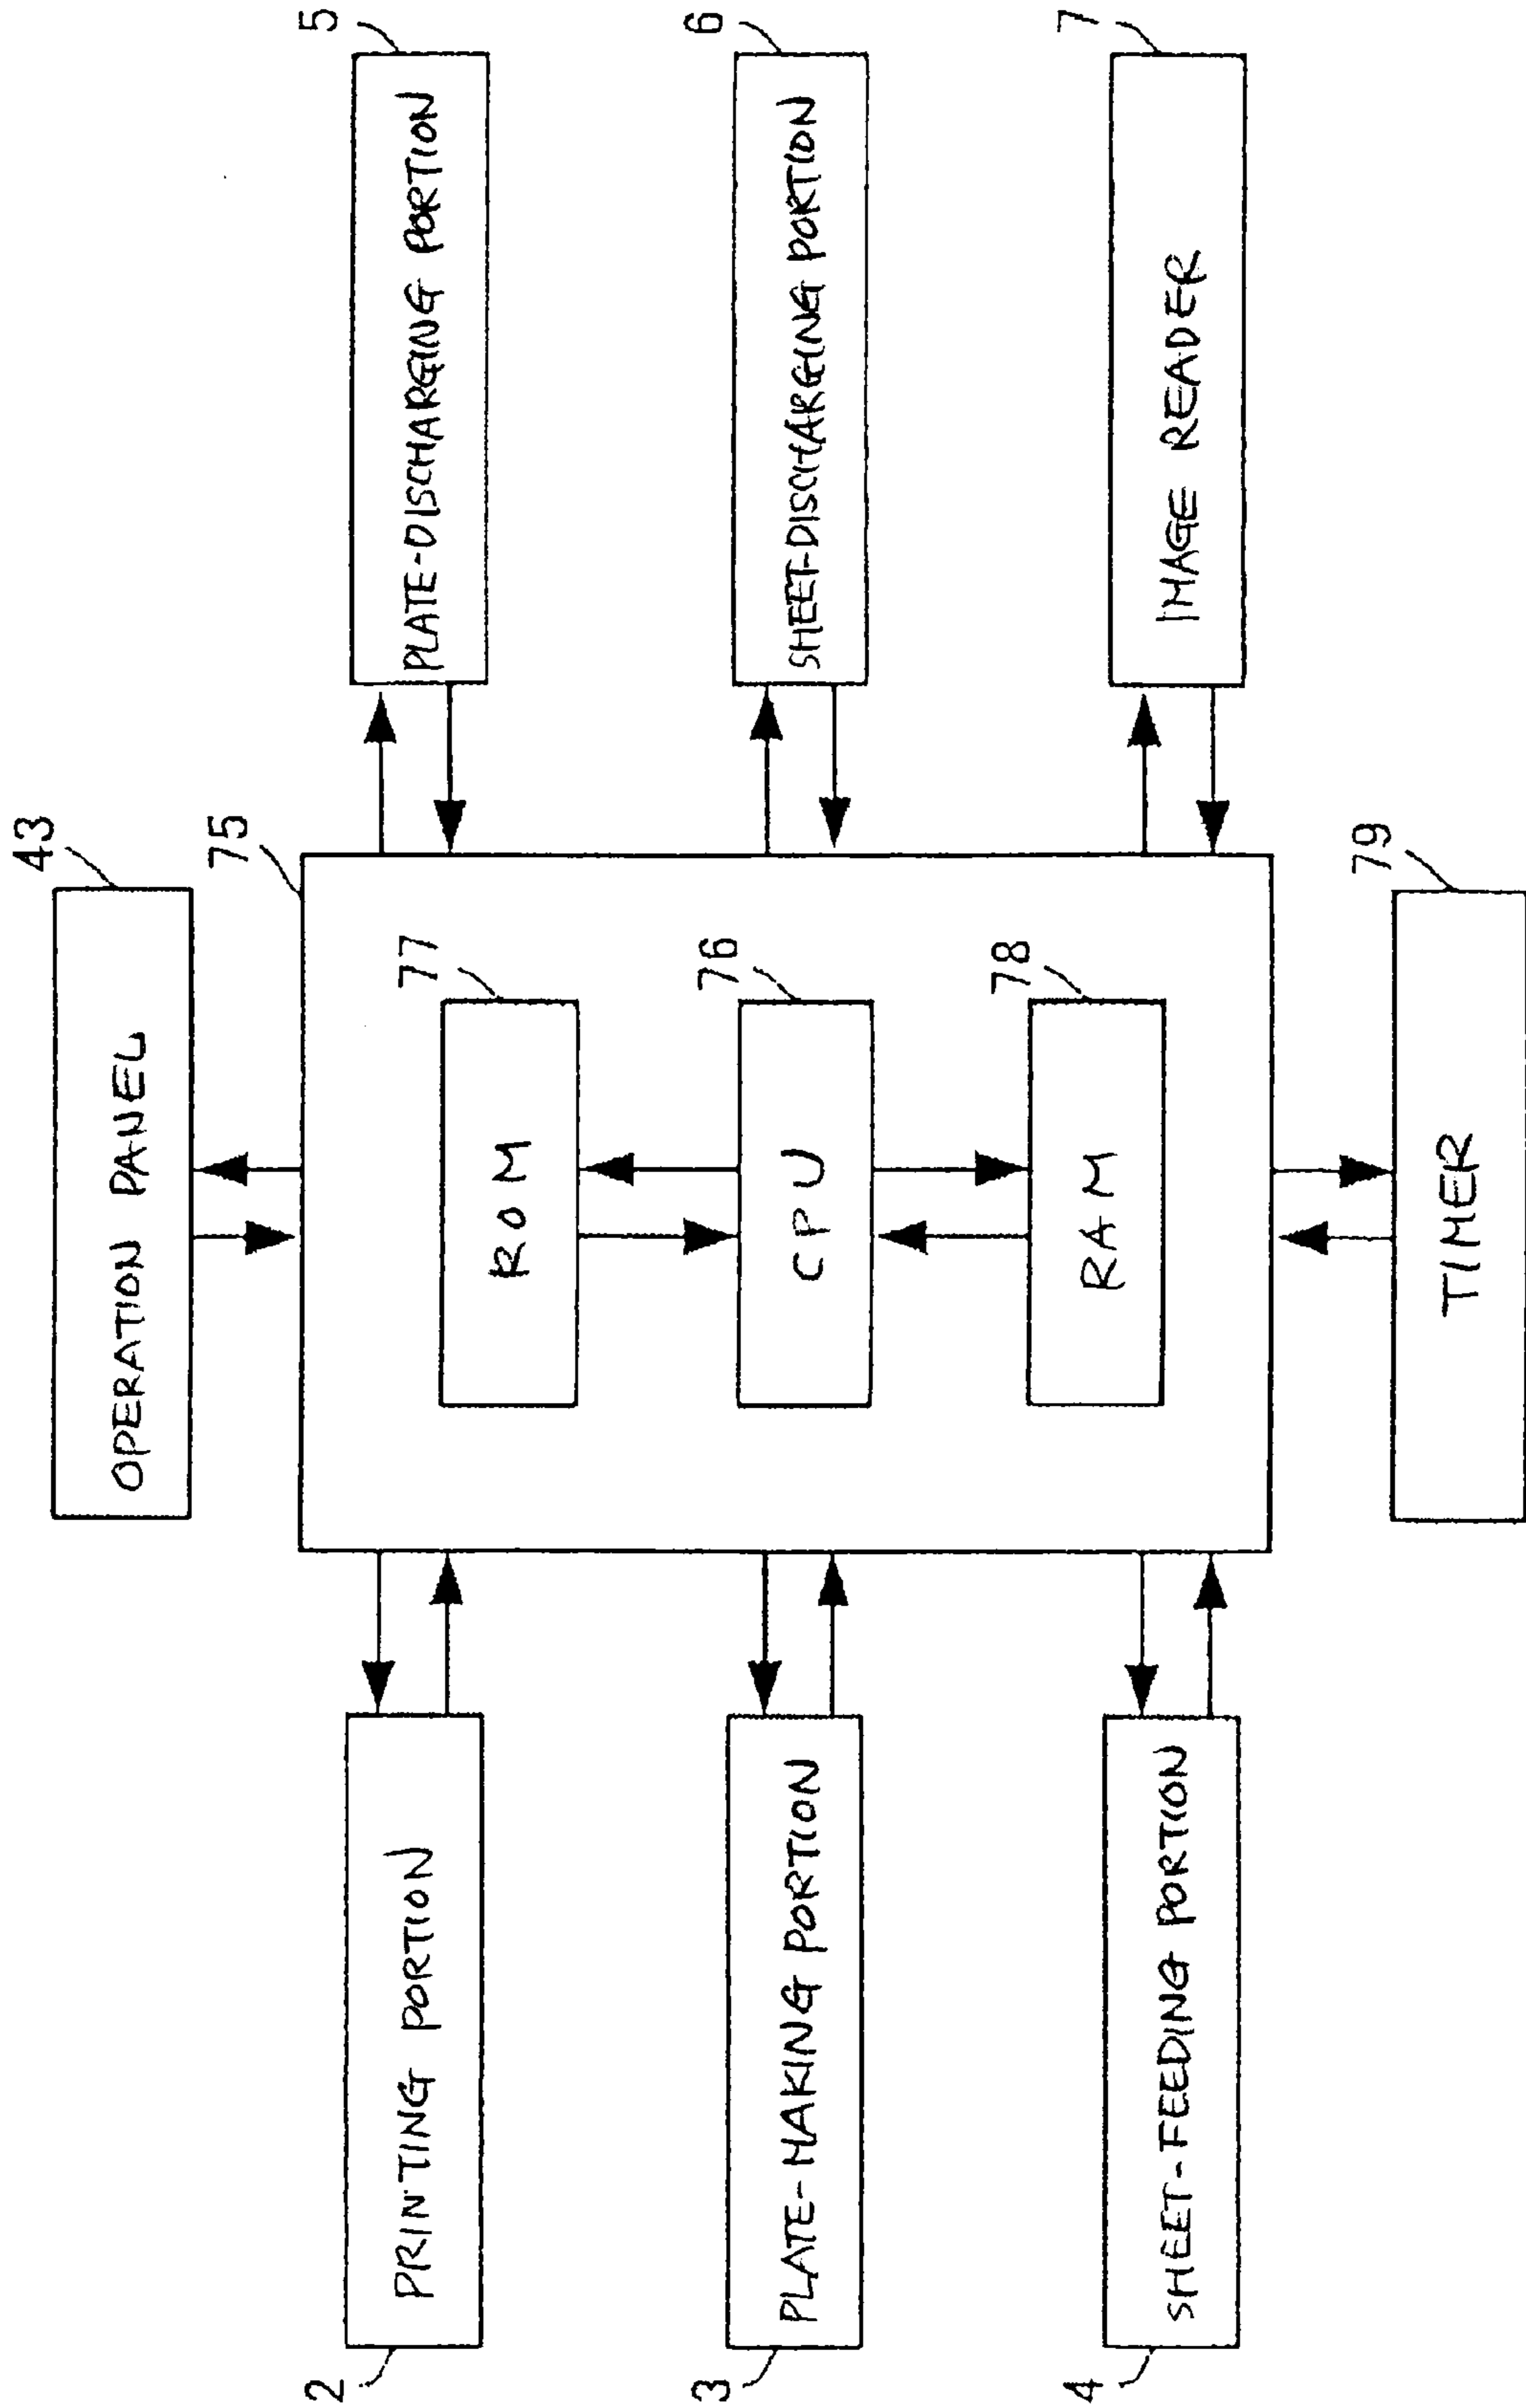 43
OPERATION PANEL
75
2
PRINTING PORTION
77
ROM
5
PLATE-DISCHARGING PORTION
3
PLATE-MAKING PORTION
76
CPU
6
SHEET-DISCHARGING PORTION
4
SHEET-FEEDING PORTION
78
RAM
7
IMAGE READER
79
TIMER